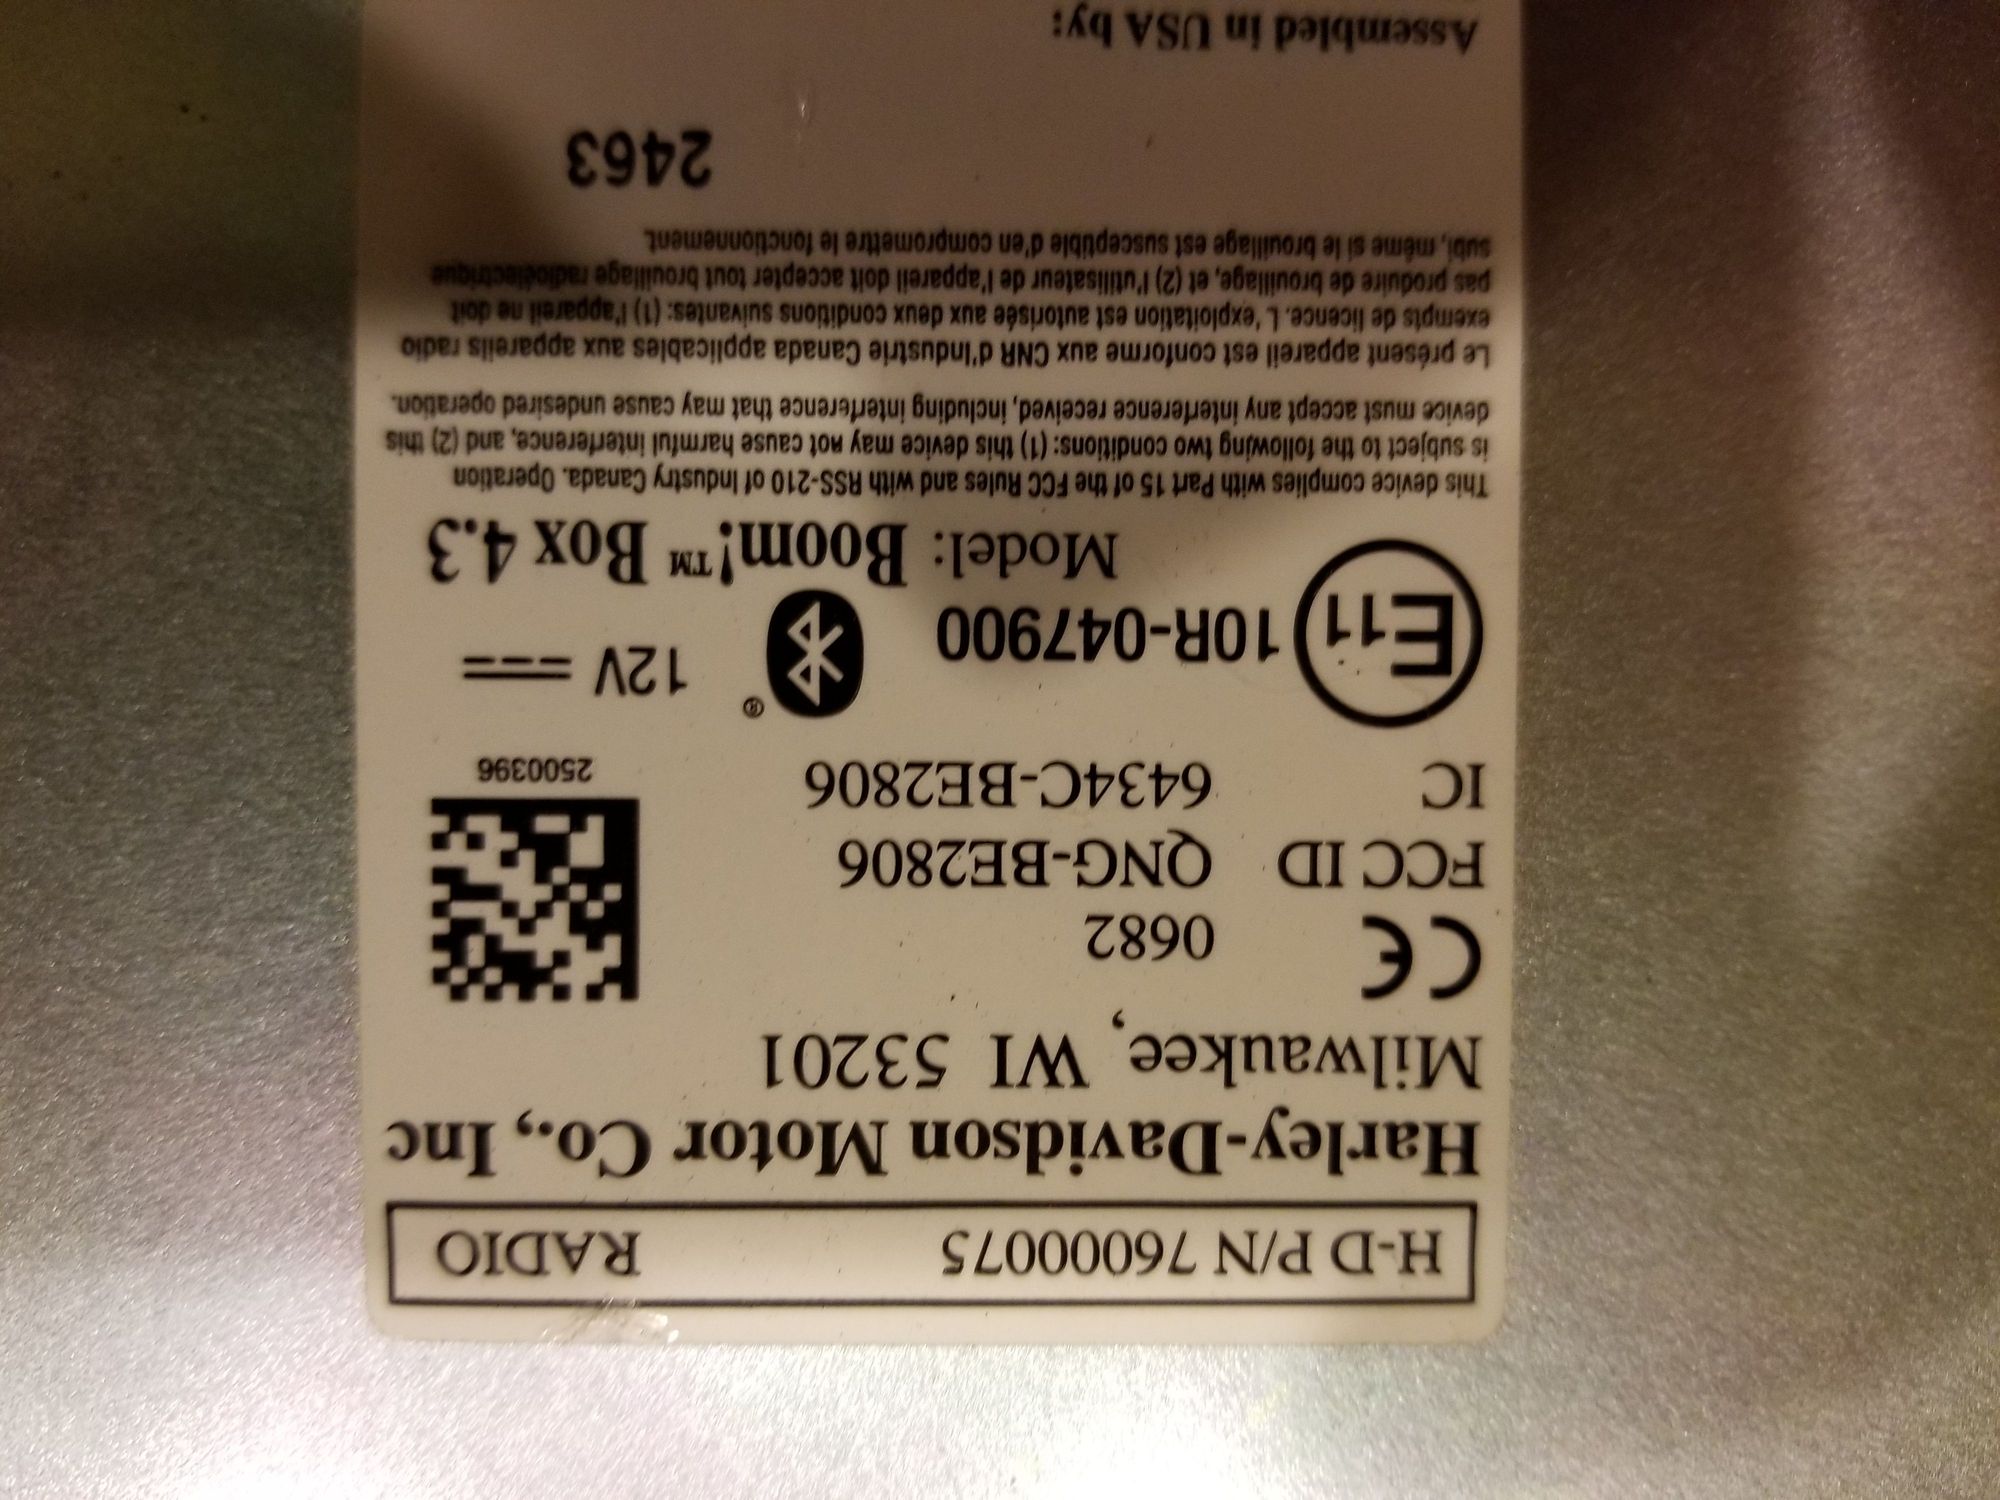 H-D P/N 76000075 RADIO
Harley-Davidson Motor Co., Inc
Milwaukee, WI 53201
CE 0682
FCC ID QNG-BE2806
IC 6434C-BE2806
2500396
E11 10R-047900 ® 12V
Model: Boom!™ Box 4.3
This device complies with Part 15 of the FCC Rules and with RSS-210 of Industry Canada. Operation
is subject to the following two conditions: (1) this device may not cause harmful interference, and (2) this
device must accept any interference received, including interference that may cause undesired operation.
Le présent appareil est conforme aux CNR d'Industrie Canada applicables aux appareils radio
exempts de licence. L'exploitation est autorisée aux deux conditions suivantes: (1) l'appareil ne doit
pas produire de brouillage, et (2) l'utilisateur de l'appareil doit accepter tout brouillage radioélectrique
subi, même si le brouillage est susceptible d'en compromettre le fonctionnement.
2463
Assembled in USA by: